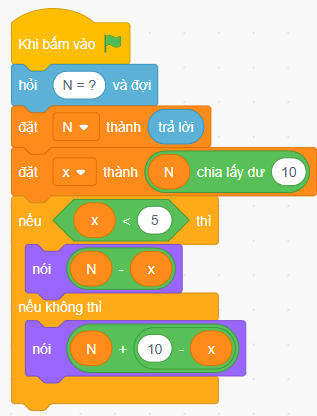 Khi bấm vào
hỏi N = ? và đợi
đặt N thành trả lời
đặt x thành N chia lấy dư 10
nếu x < 5 thì
nói N - x
nếu không thì
nói N + 10 - x